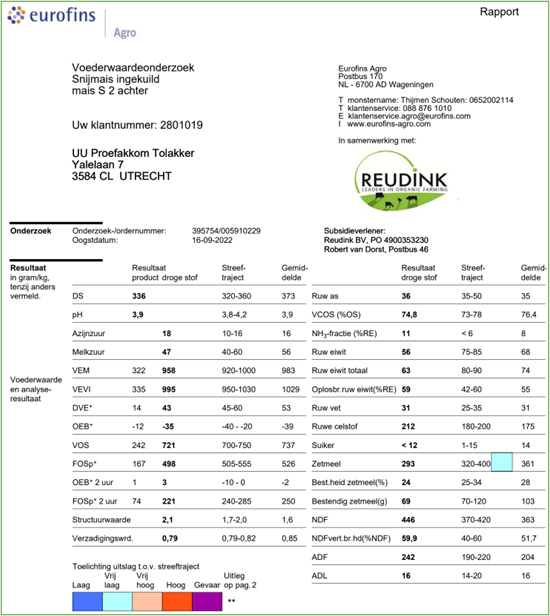 eurofins
Agro
Rapport
Voederwaardeonderzoek
Snijmais ingekuild
mais S 2 achter
Uw klantnummer: 2801019
UU Proefakkom Tolakker
Yalelaan 7
3584 CL UTRECHT
Eurofins Agro
Postbus 170
NL - 6700 AD Wageningen
T monstername: Thijmen Schouten: 0652002114
T klantenservice: 088 876 1010
E klantenservice.agro@eurofins.com
I www.eurofins-agro.com
In samenwerking met:
REUDINK
LEADERS IN ORGANIC FARMING
Onderzoek Onderzoek-/ordernummer: 395754/005910229
Oogstdatum: 16-09-2022
Subsidieverlener:
Reudink BV, PO 4900353230
Robert van Dorst, Postbus 46
Resultaat
in gram/kg,
tenzij anders
vermeld.
Voederwaarde
en analyse-
resultaat
Resultaat Streef- Gemid-
product droge stof traject delde
DS 336 320-360 373
pH 3,9 3,8-4,2 3,9
Azijnzuur 18 10-16 16
Melkzuur 47 40-60 56
VEM 322 958 920-1000 983
VEVI 335 995 950-1030 1029
DVE* 14 43 45-60 53
OEB* -12 -35 -40 - -20 -39
VOS 242 721 700-750 737
FOSp* 167 498 505-555 526
OEB* 2 uur 1 3 -10 - 0 -2
FOSp* 2 uur 74 221 240-285 250
Structuurwaarde 2,1 1,7-2,0 1,6
Verzadigingswrd. 0,79 0,79-0,82 0,85
Resultaat Streef- Gemid-
droge stof traject delde
Ruw as 36 35-50 35
VCOS (%OS) 74,8 73-78 76,4
NH3-fractie (%RE) 11 < 6 8
Ruw eiwit 56 75-85 68
Ruw eiwit totaal 63 80-90 74
Oplosbr.ruw eiwit(%RE) 59 42-60 55
Ruw vet 31 25-35 31
Ruwe celstof 212 180-200 175
Suiker < 12 1-15 14
Zetmeel 293 320-400 361
Best.heid zetmeel(%) 24 25-34 28
Bestendig zetmeel(g) 69 70-120 103
NDF 446 370-420 363
NDFvert.br.hd(%NDF) 59,9 40-60 51,7
ADF 242 190-220 204
ADL 16 14-20 16
Toelichting uitslag t.o.v. streeftraject
Laag Vrij laag Vrij hoog Hoog Gevaar Uitleg op pag.2
**